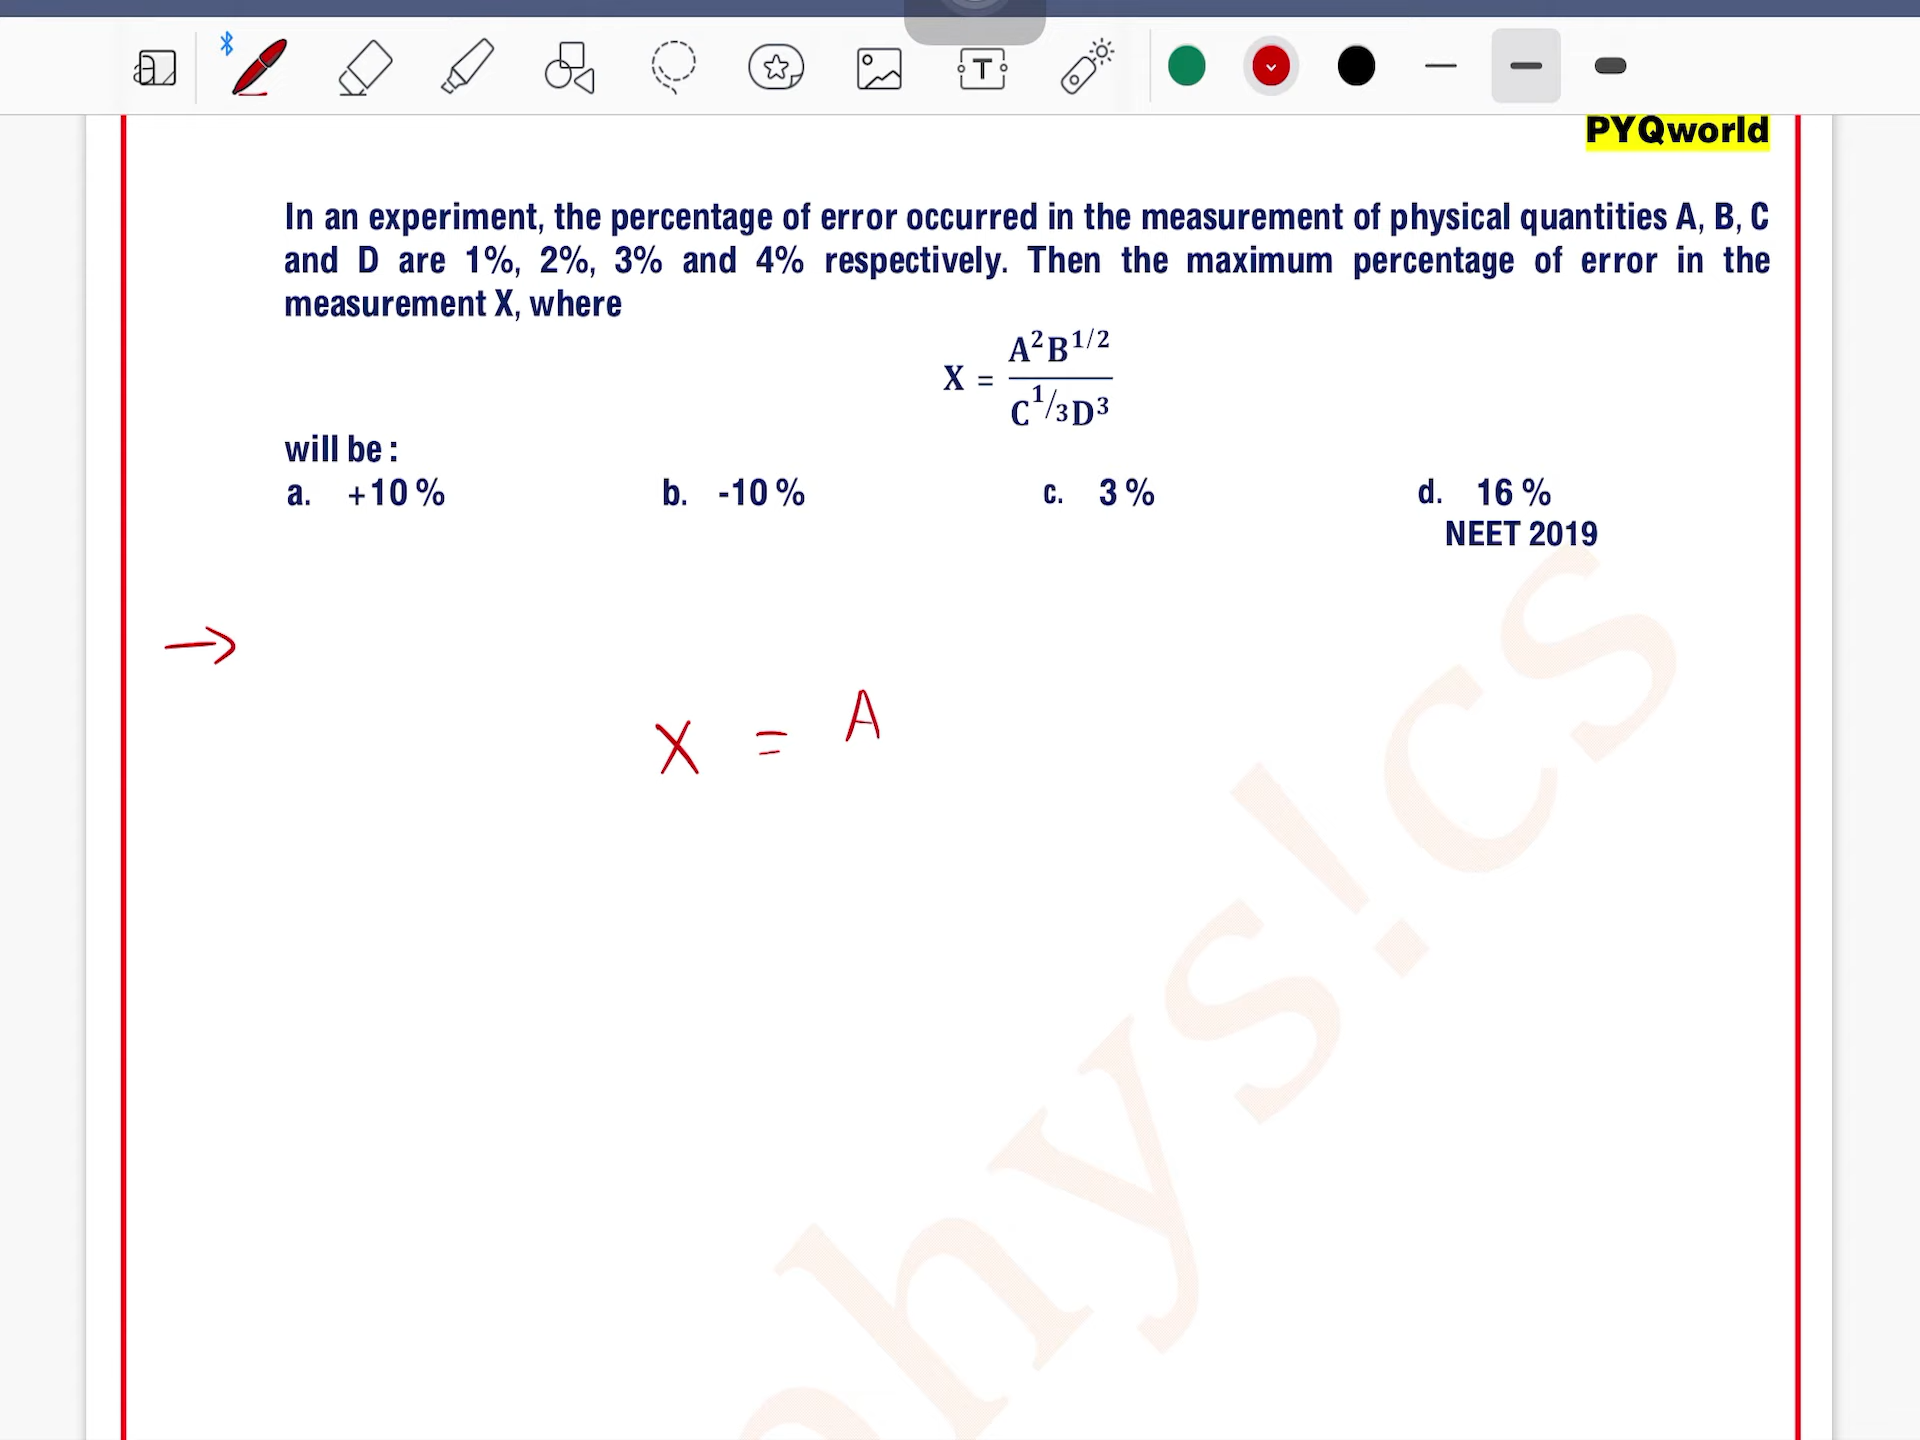 PYQworld
In an experiment, the percentage of error occurred in the measurement of physical quantities A, B, C
and D are 1%, 2%, 3% and 4% respectively. Then the maximum percentage of error in the
measurement X, where
X = A²B^{1/2} / C^{1/3}D³
will be :
a. +10 % b. -10 % c. 3 % d. 16 %
NEET 2019
→
X = A
phys!cs